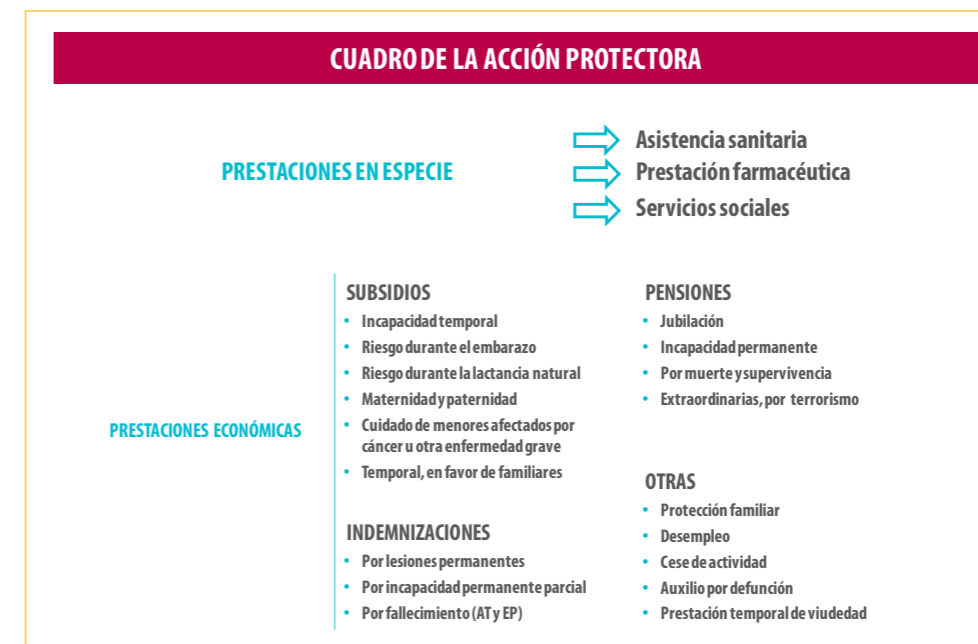 CUADRO DE LA ACCIÓN PROTECTORA
PRESTACIONES EN ESPECIE
Asistencia sanitaria
Prestación farmacéutica
Servicios sociales
PRESTACIONES ECONÓMICAS
SUBSIDIOS
• Incapacidad temporal
• Riesgo durante el embarazo
• Riesgo durante la lactancia natural
• Maternidad y paternidad
• Cuidado de menores afectados por
cáncer u otra enfermedad grave
• Temporal, en favor de familiares
INDEMNIZACIONES
• Por lesiones permanentes
• Por incapacidad permanente parcial
• Por fallecimiento (AT y EP)
PENSIONES
• Jubilación
• Incapacidad permanente
• Por muerte y supervivencia
• Extraordinarias, por terrorismo
OTRAS
• Protección familiar
• Desempleo
• Cese de actividad
• Auxilio por defunción
• Prestación temporal de viudedad